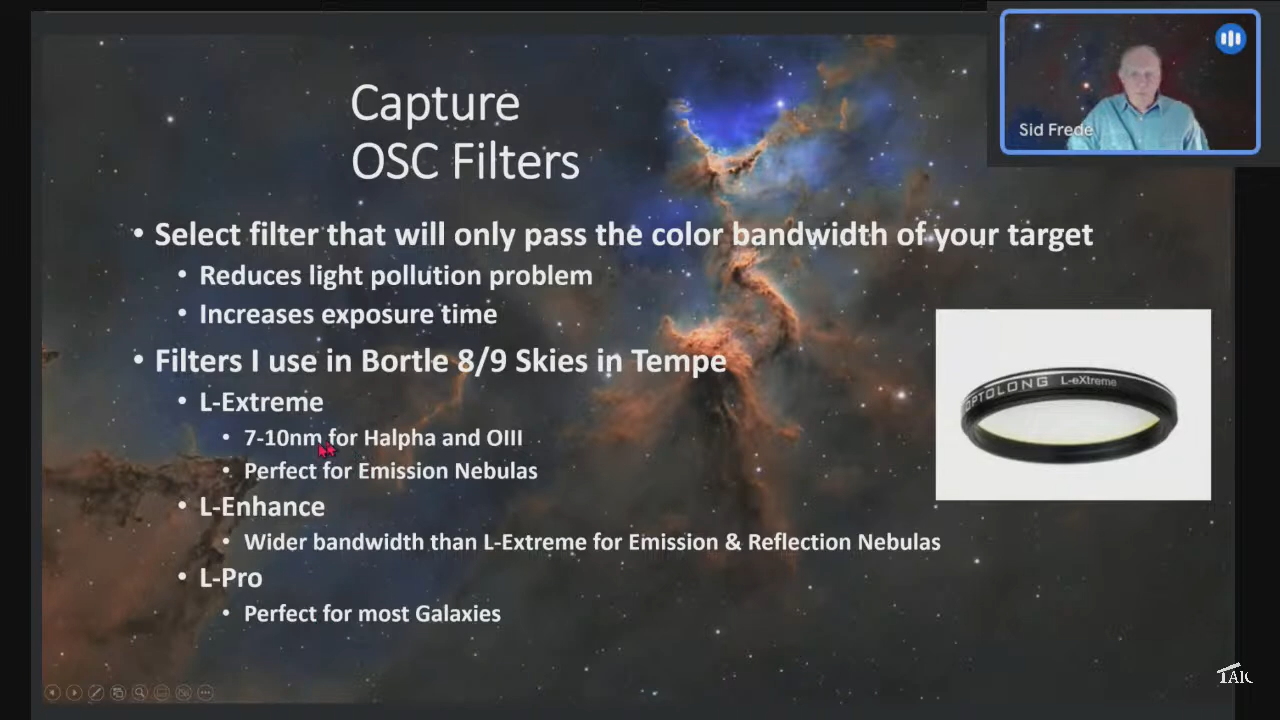 Capture
OSC Filters
Sid Frede
• Select filter that will only pass the color bandwidth of your target
• Reduces light pollution problem
• Increases exposure time
• Filters I use in Bortle 8/9 Skies in Tempe
• L-Extreme
• 7-10nm for Halpha and OIII
• Perfect for Emission Nebulas
• L-Enhance
• Wider bandwidth than L-Extreme for Emission & Reflection Nebulas
• L-Pro
• Perfect for most Galaxies
OPTOLONG L-eXtreme
TAIC